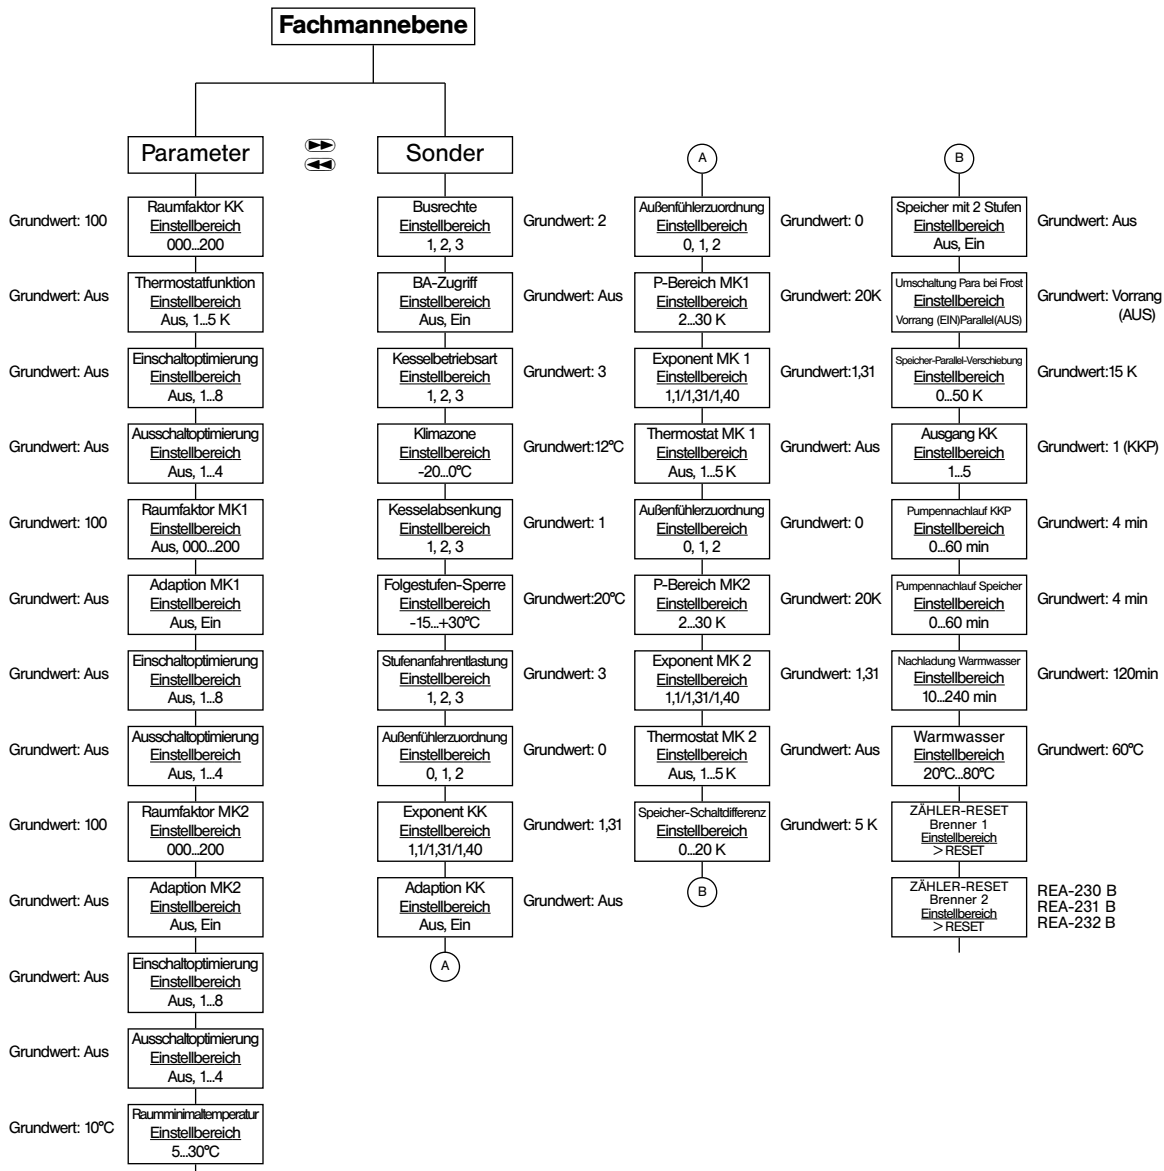 Fachmannebene
Parameter
Grundwert: 100
Raumfaktor KK
Einstellbereich
000...200
Grundwert: Aus
Thermostatfunktion
Einstellbereich
Aus, 1...5 K
Grundwert: Aus
Einschaltoptimierung
Einstellbereich
Aus, 1...8
Grundwert: Aus
Ausschaltoptimierung
Einstellbereich
Aus, 1...4
Grundwert: 100
Raumfaktor MK1
Einstellbereich
Aus, 000...200
Grundwert: Aus
Adaption MK1
Einstellbereich
Aus, Ein
Grundwert: Aus
Einschaltoptimierung
Einstellbereich
Aus, 1...8
Grundwert: Aus
Ausschaltoptimierung
Einstellbereich
Aus, 1...4
Grundwert: 100
Raumfaktor MK2
Einstellbereich
000...200
Grundwert: Aus
Adaption MK2
Einstellbereich
Aus, Ein
Grundwert: Aus
Einschaltoptimierung
Einstellbereich
Aus, 1...8
Grundwert: Aus
Ausschaltoptimierung
Einstellbereich
Aus, 1...4
Grundwert: 10°C
Raumminimaltemperatur
Einstellbereich
5...30°C
Sonder
Busrechte
Einstellbereich
1, 2, 3
Grundwert: 2
BA-Zugriff
Einstellbereich
Aus, Ein
Grundwert: Aus
Kesselbetriebsart
Einstellbereich
1, 2, 3
Grundwert: 3
Klimazone
Einstellbereich
-20...0°C
Grundwert:12°C
Kesselabsenkung
Einstellbereich
1, 2, 3
Grundwert: 1
Folgestufen-Sperre
Einstellbereich
-15...+30°C
Grundwert:20°C
Stufenanfahrentlastung
Einstellbereich
1, 2, 3
Grundwert: 3
Außenfühlerzuordnung
Einstellbereich
0, 1, 2
Grundwert: 0
Exponent KK
Einstellbereich
1,1/1,31/1,40
Grundwert: 1,31
Adaption KK
Einstellbereich
Aus, Ein
Grundwert: Aus
A
A
Außenfühlerzuordnung
Einstellbereich
0, 1, 2
Grundwert: 0
P-Bereich MK1
Einstellbereich
2...30 K
Grundwert: 20K
Exponent MK 1
Einstellbereich
1,1/1,31/1,40
Grundwert:1,31
Thermostat MK 1
Einstellbereich
Aus, 1...5 K
Grundwert: Aus
Außenfühlerzuordnung
Einstellbereich
0, 1, 2
Grundwert: 0
P-Bereich MK2
Einstellbereich
2...30 K
Grundwert: 20K
Exponent MK 2
Einstellbereich
1,1/1,31/1,40
Grundwert: 1,31
Thermostat MK 2
Einstellbereich
Aus, 1...5 K
Grundwert: Aus
Speicher-Schaltdifferenz
Einstellbereich
0...20 K
Grundwert: 5 K
B
B
Speicher mit 2 Stufen
Einstellbereich
Aus, Ein
Grundwert: Aus
Umschaltung Para bei Frost
Einstellbereich
Vorrang (EIN)Parallel(AUS)
Grundwert: Vorrang
(AUS)
Speicher-Parallel-Verschiebung
Einstellbereich
0...50 K
Grundwert:15 K
Ausgang KK
Einstellbereich
1...5
Grundwert: 1 (KKP)
Pumpennachlauf KKP
Einstellbereich
0...60 min
Grundwert: 4 min
Pumpennachlauf Speicher
Einstellbereich
0...60 min
Grundwert: 4 min
Nachladung Warmwasser
Einstellbereich
10...240 min
Grundwert: 120min
Warmwasser
Einstellbereich
20°C...80°C
Grundwert: 60°C
ZÄHLER-RESET
Brenner 1
Einstellbereich
> RESET
ZÄHLER-RESET
Brenner 2
Einstellbereich
> RESET
REA-230 B
REA-231 B
REA-232 B